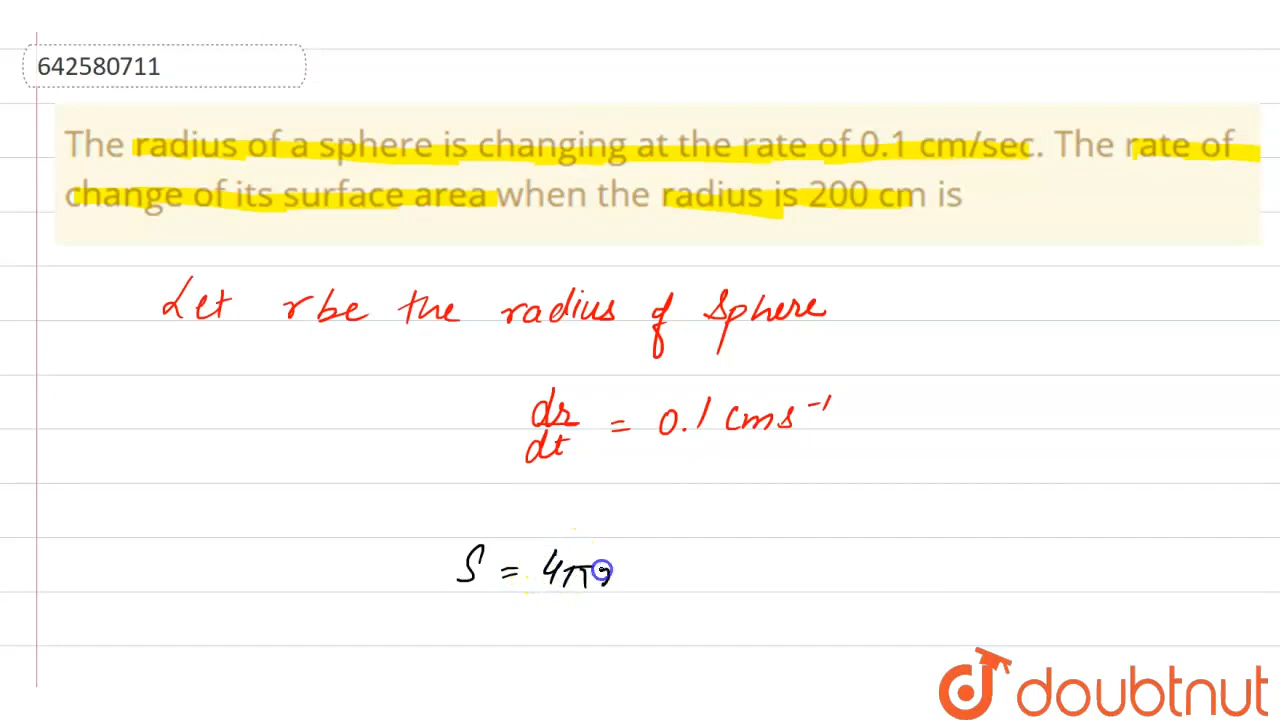 642580711
The radius of a sphere is changing at the rate of 0.1 cm/sec. The rate of
change of its surface area when the radius is 200 cm is
Let r be the radius of sphere
dr/dt = 0.1 cm s⁻¹
S = 4π
doubtnut